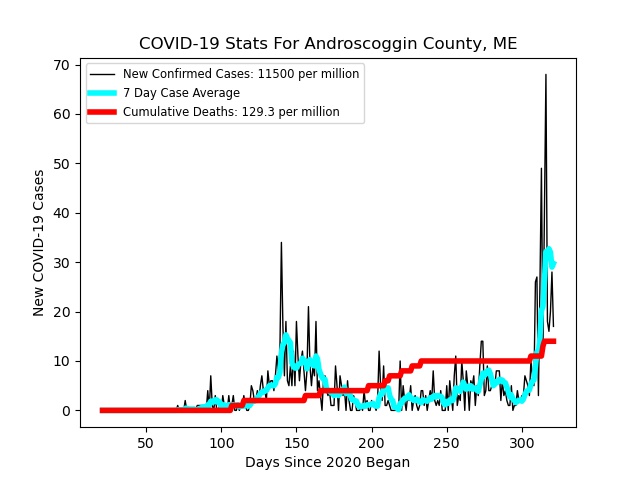 COVID-19 Stats For Androscoggin County, ME
New Confirmed Cases: 11500 per million
7 Day Case Average
Cumulative Deaths: 129.3 per million
New COVID-19 Cases
70
60
50
40
30
20
10
0
50 100 150 200 250 300
Days Since 2020 Began